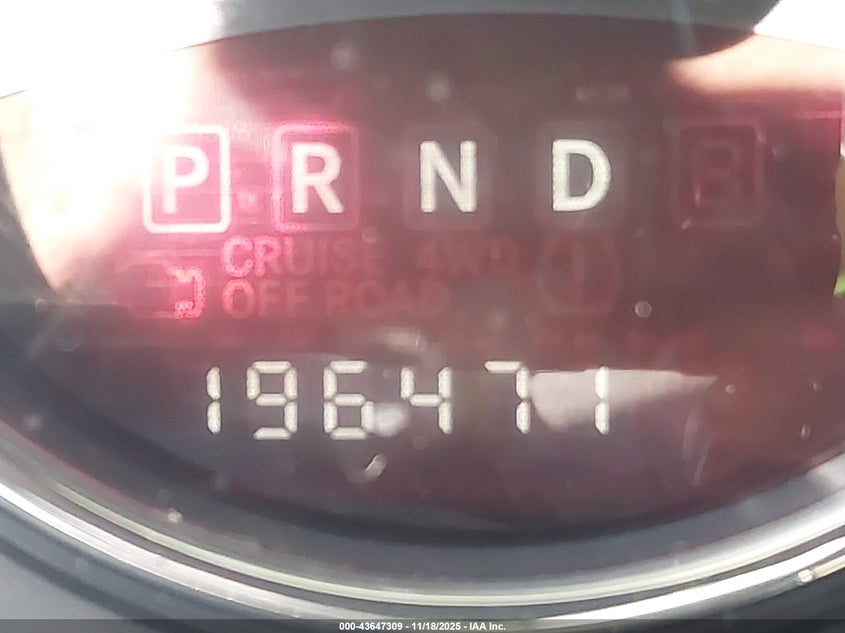 P R N D
CRUISE 4WD
OFF ROAD
196471
000-43647309 - 11/18/2025 - IAA Inc.